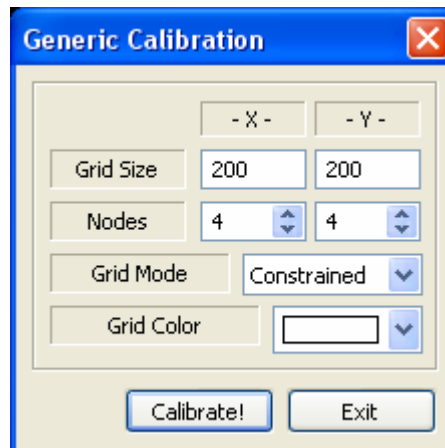 Generic Calibration
- X - - Y -
Grid Size 200 200
Nodes 4 4
Grid Mode Constrained
Grid Color
Calibrate! Exit